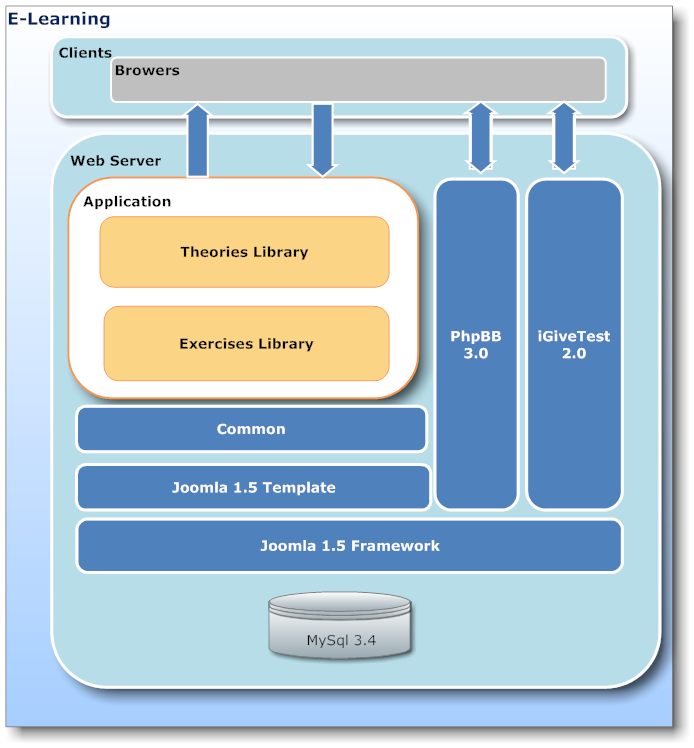 E-Learning
Clients
Browers
Web Server
Application
Theories Library
Exercises Library
PhpBB
3.0
iGiveTest
2.0
Common
Joomla 1.5 Template
Joomla 1.5 Framework
MySql 3.4